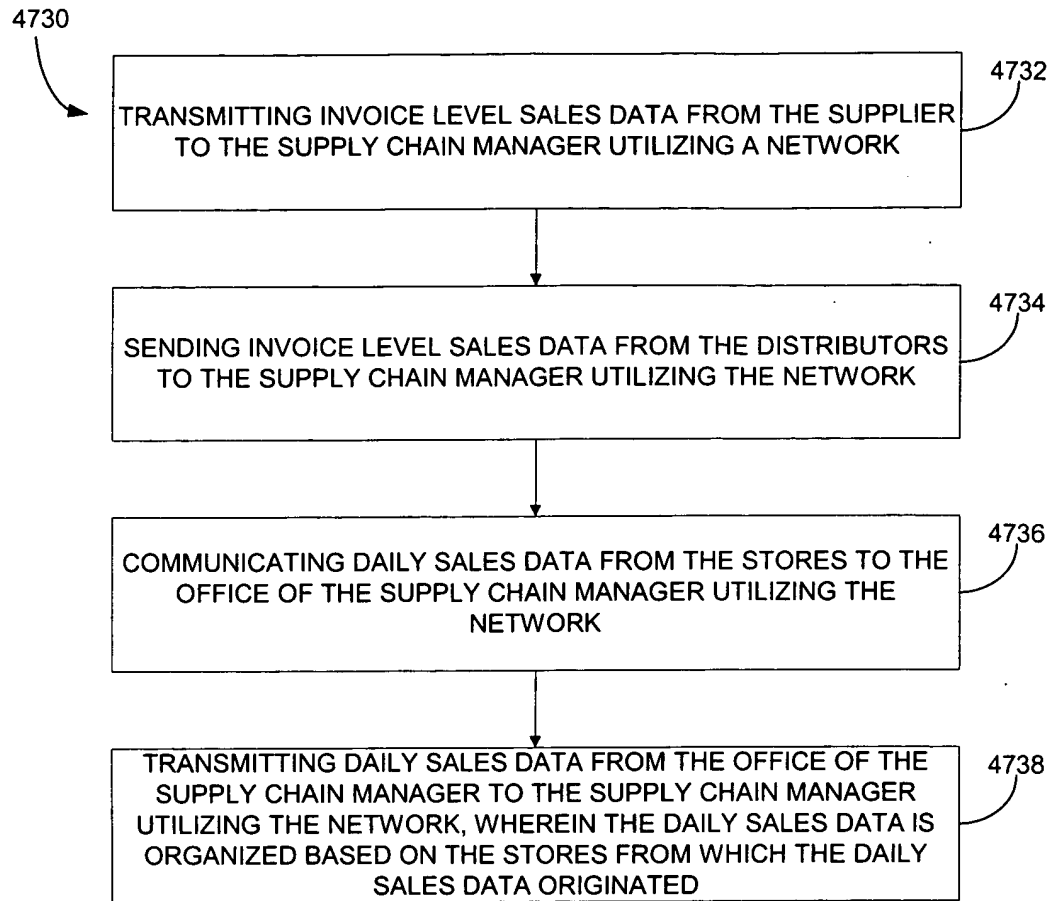 4730
4732
TRANSMITTING INVOICE LEVEL SALES DATA FROM THE SUPPLIER
TO THE SUPPLY CHAIN MANAGER UTILIZING A NETWORK
4734
SENDING INVOICE LEVEL SALES DATA FROM THE DISTRIBUTORS
TO THE SUPPLY CHAIN MANAGER UTILIZING THE NETWORK
4736
COMMUNICATING DAILY SALES DATA FROM THE STORES TO THE
OFFICE OF THE SUPPLY CHAIN MANAGER UTILIZING THE
NETWORK
4738
TRANSMITTING DAILY SALES DATA FROM THE OFFICE OF THE
SUPPLY CHAIN MANAGER TO THE SUPPLY CHAIN MANAGER
UTILIZING THE NETWORK, WHEREIN THE DAILY SALES DATA IS
ORGANIZED BASED ON THE STORES FROM WHICH THE DAILY
SALES DATA ORIGINATED